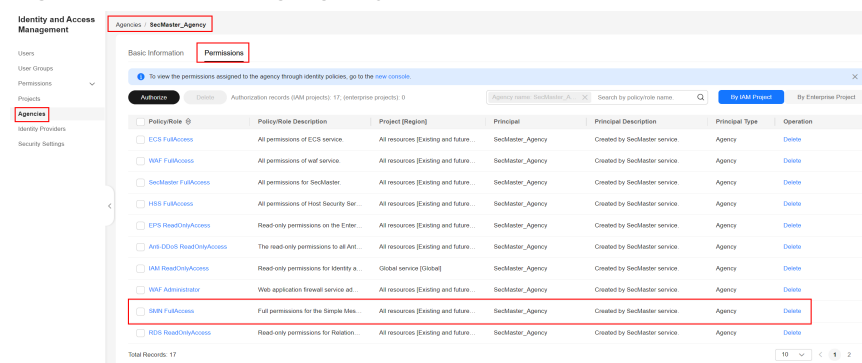 Identity and Access
Management
Users
User Groups
Permissions
Projects
Agencies
Identity Providers
Security Settings
Agencies / SecMaster_Agency
Basic Information Permissions
To view the permissions assigned to the agency through identity policies, go to the new console.
Authorize Delete Authorization records (IAM projects): 17; (enterprise projects): 0 Agency name: SecMaster_A... Search by policy/role name. By IAM Project By Enterprise Project
Policy/Role Policy/Role Description Project [Region] Principal Principal Description Principal Type Operation
ECS FullAccess All permissions of ECS service. All resources [Existing and future... SecMaster_Agency Created by SecMaster service. Agency Delete
WAF FullAccess All permissions of waf service. All resources [Existing and future... SecMaster_Agency Created by SecMaster service. Agency Delete
SecMaster FullAccess All permissions for SecMaster. All resources [Existing and future... SecMaster_Agency Created by SecMaster service. Agency Delete
HSS FullAccess All permissions of Host Security Ser... All resources [Existing and future... SecMaster_Agency Created by SecMaster service. Agency Delete
EPS ReadOnlyAccess Read-only permissions on the Enter... All resources [Existing and future... SecMaster_Agency Created by SecMaster service. Agency Delete
Anti-DDoS ReadOnlyAccess The read-only permissions to all Ant... All resources [Existing and future... SecMaster_Agency Created by SecMaster service. Agency Delete
IAM ReadOnlyAccess Read-only permissions for Identity a... Global service [Global] SecMaster_Agency Created by SecMaster service. Agency Delete
WAF Administrator Web application firewall service ad... All resources [Existing and future... SecMaster_Agency Created by SecMaster service. Agency Delete
SMN FullAccess Full permissions for the Simple Mes... All resources [Existing and future... SecMaster_Agency Created by SecMaster service. Agency Delete
RDS ReadOnlyAccess Read-only permissions for Relation... All resources [Existing and future... SecMaster_Agency Created by SecMaster service. Agency Delete
Total Records: 17 10 1 2